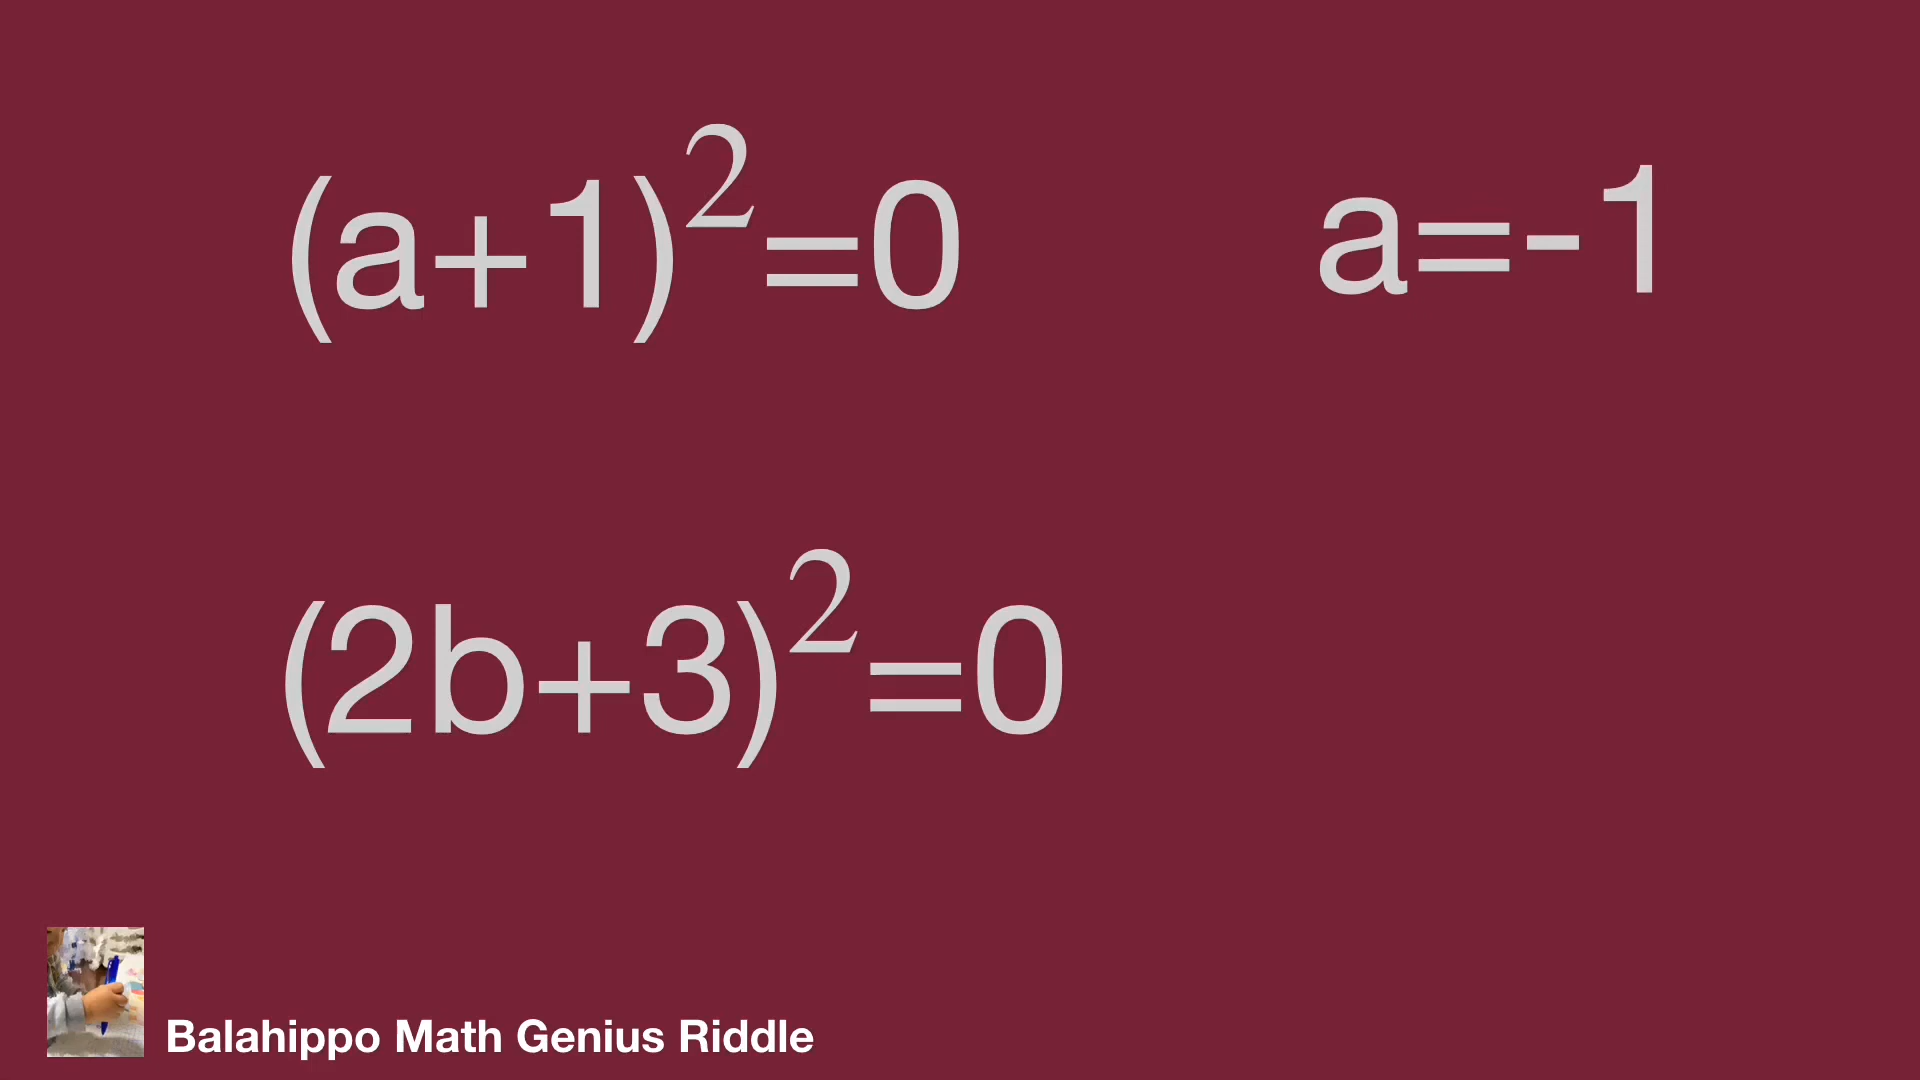 (a+1)²=0
a=-1
(2b+3)²=0
Balahippo Math Genius Riddle